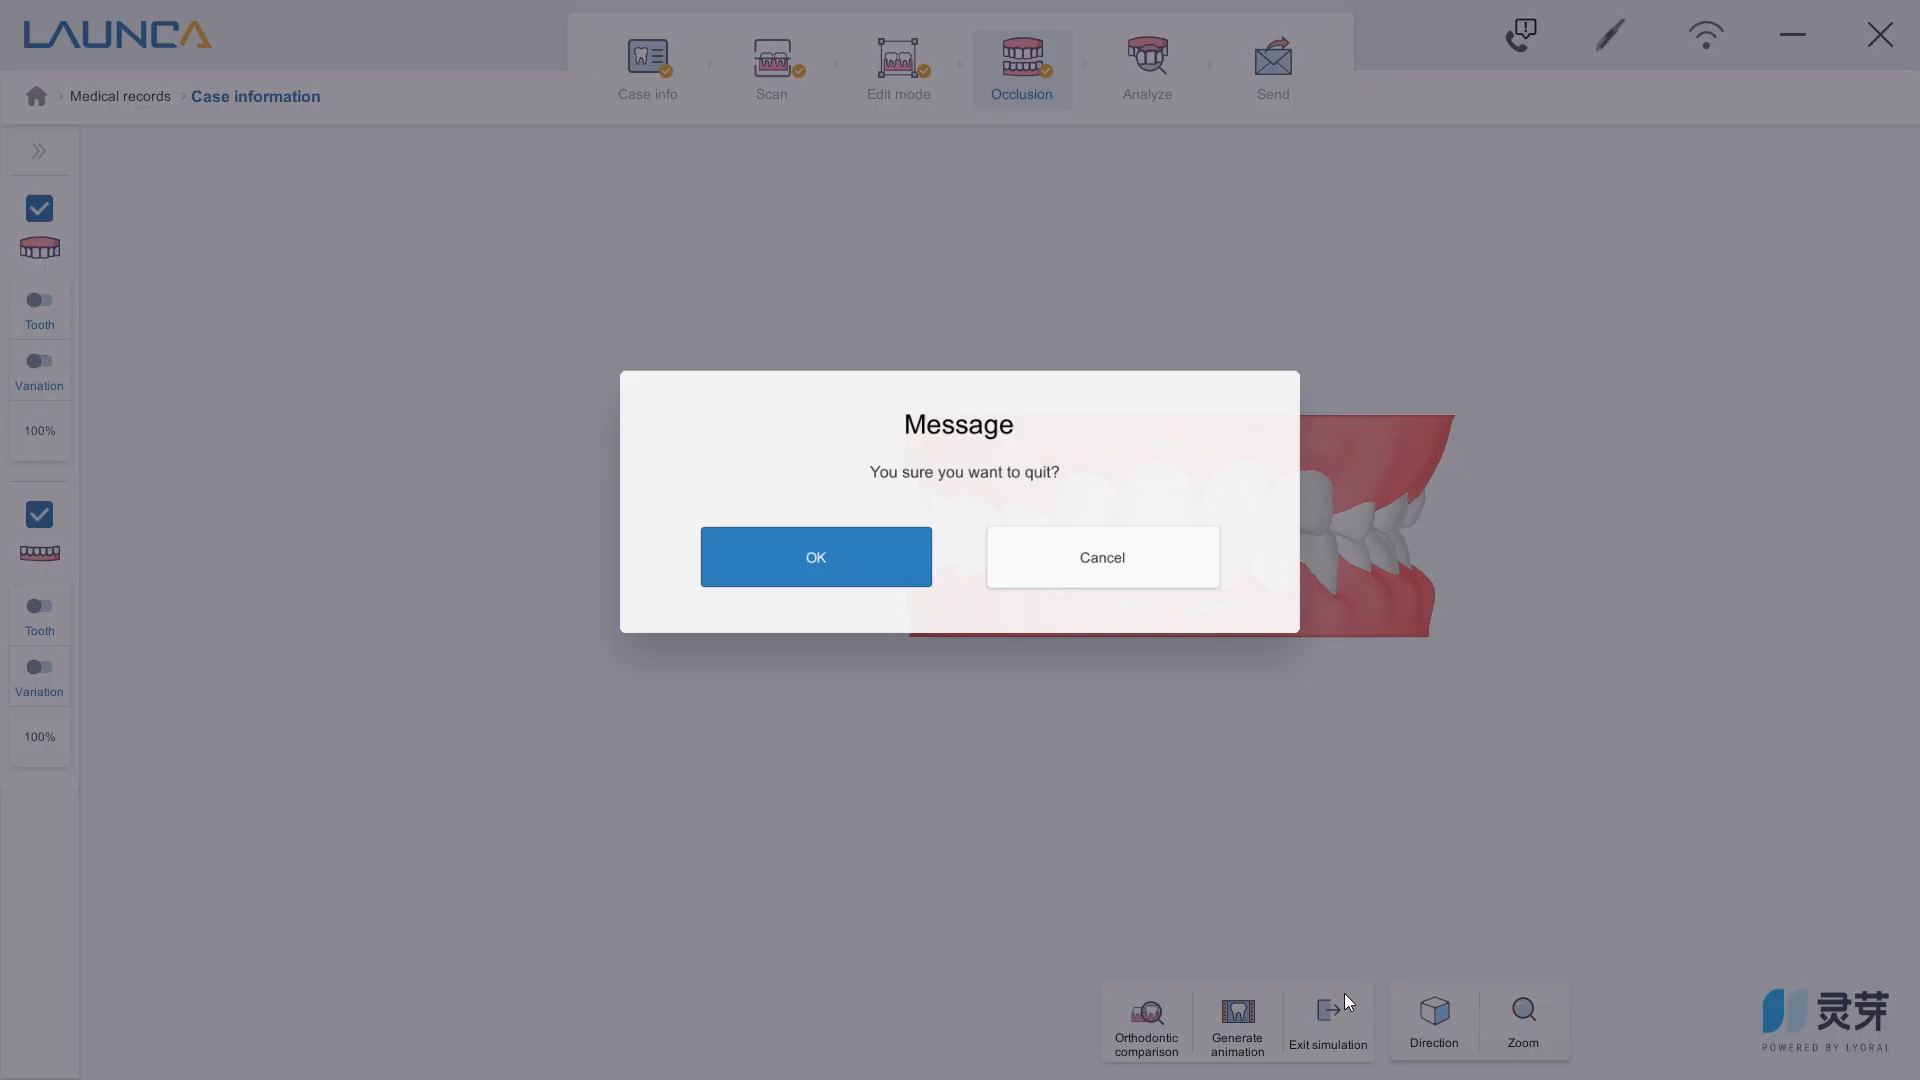 LAUNCA
Case info
Scan
Edit mode
Occlusion
Analyze
Send
Medical records
Case information
Tooth
Variation
100%
Tooth
Variation
100%
Message
You sure you want to quit?
OK
Cancel
Orthodontic
comparison
Generate
animation
Exit simulation
Direction
Zoom
灵芽
POWERED BY LYORAL